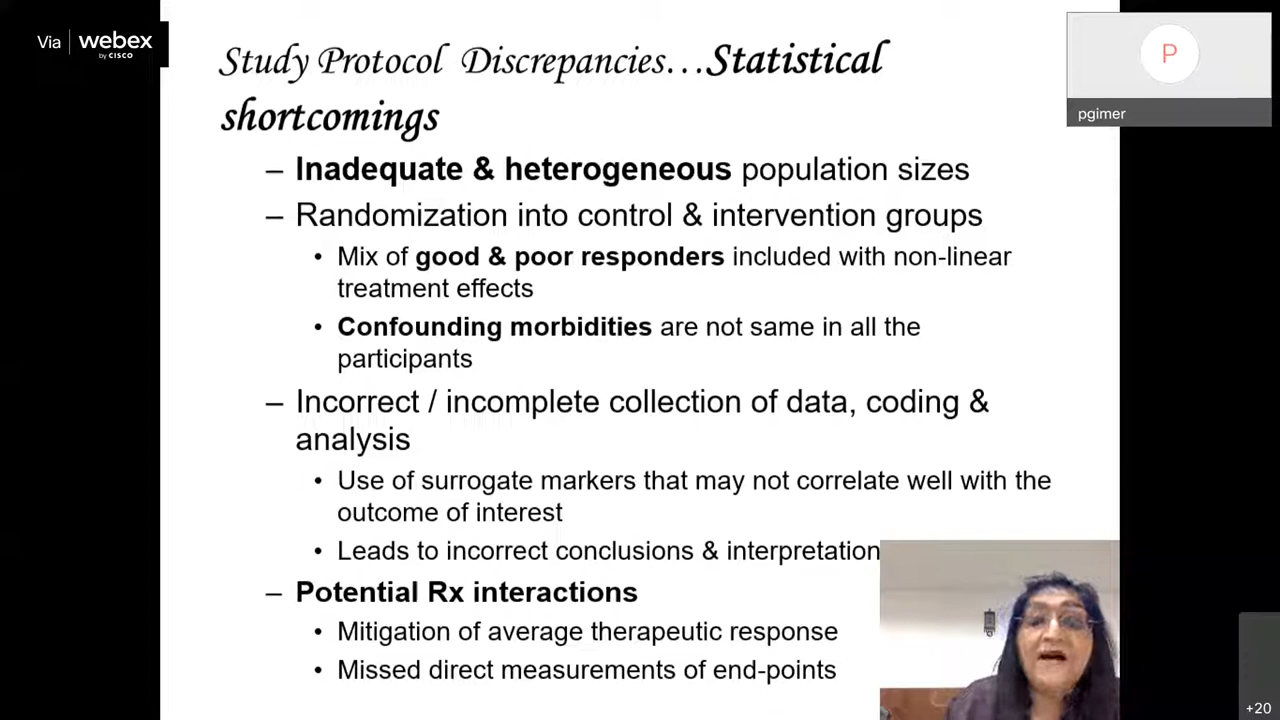 Via webex
by CISCO
P
pgimer
Study Protocol Discrepancies...Statistical
shortcomings
– Inadequate & heterogeneous population sizes
– Randomization into control & intervention groups
• Mix of good & poor responders included with non-linear
treatment effects
• Confounding morbidities are not same in all the
participants
– Incorrect / incomplete collection of data, coding &
analysis
• Use of surrogate markers that may not correlate well with the
outcome of interest
• Leads to incorrect conclusions & interpretation
– Potential Rx interactions
• Mitigation of average therapeutic response
• Missed direct measurements of end-points
+20